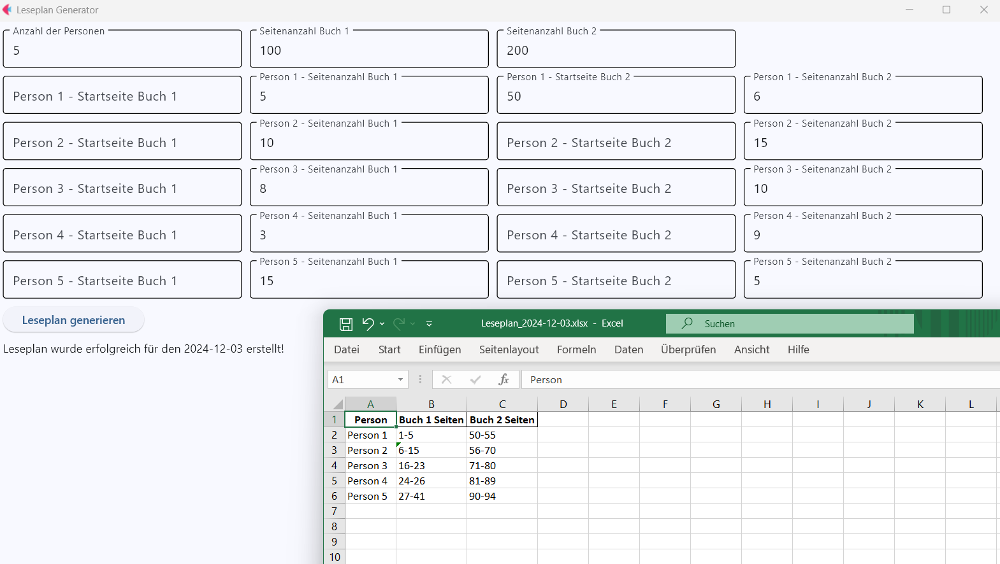 Leseplan Generator
Anzahl der Personen
Seitenanzahl Buch 1
Seitenanzahl Buch 2
5
100
200
Person 1 - Seitenanzahl Buch 1
Person 1 - Startseite Buch 2
Person 1 - Seitenanzahl Buch 2
Person 1 - Startseite Buch 1
5
50
6
Person 2 - Seitenanzahl Buch 1
Person 2 - Seitenanzahl Buch 2
Person 2 - Startseite Buch 1
10
Person 2 - Startseite Buch 2
15
Person 3 - Seitenanzahl Buch 1
Person 3 - Seitenanzahl Buch 2
Person 3 - Startseite Buch 1
8
Person 3 - Startseite Buch 2
10
Person 4 - Seitenanzahl Buch 1
Person 4 - Seitenanzahl Buch 2
Person 4 - Startseite Buch 1
3
Person 4 - Startseite Buch 2
9
Person 5 - Seitenanzahl Buch 1
Person 5 - Seitenanzahl Buch 2
Person 5 - Startseite Buch 1
15
Person 5 - Startseite Buch 2
5
Leseplan generieren
Leseplan wurde erfolgreich für den 2024-12-03 erstellt!
Leseplan_2024-12-03.xlsx - Excel
Suchen
Datei Start Einfügen Seitenlayout Formeln Daten Überprüfen Ansicht Hilfe
A1 fx Person
A B C D E F G H I J K L
1 Person Buch 1 Seiten Buch 2 Seiten
2 Person 1 1-5 50-55
3 Person 2 6-15 56-70
4 Person 3 16-23 71-80
5 Person 4 24-26 81-89
6 Person 5 27-41 90-94
7
8
9
10